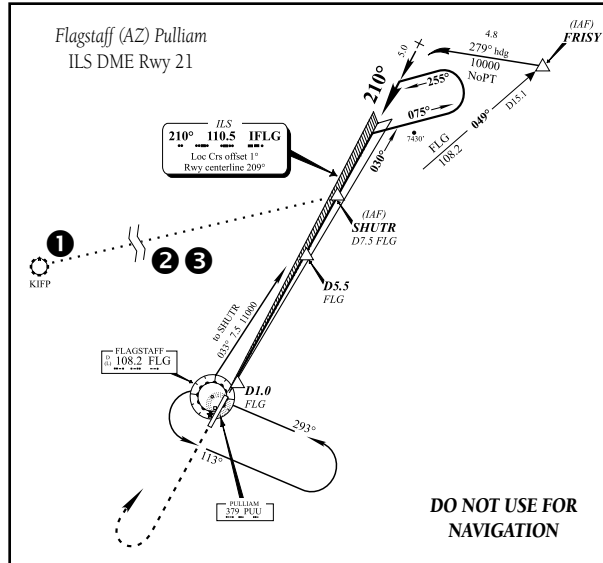 Flagstaff (AZ) Pulliam
ILS DME Rwy 21
(IAF)
FRISY
4.8
279° hdg
10000
NoPT
5.0
210°
255°
075°
030°
7430'
FLG
108.2
049°
D15.1
ILS
210° 110.5 IFLG
Loc Crs offset 1°
Rwy centerline 209°
(IAF)
SHUTR
D7.5 FLG
1
2 3
KIFP
D5.5
FLG
to SHUTR
033° 7.5 11000
FLAGSTAFF
D
(L)
108.2 FLG
D1.0
FLG
293°
113°
PULLIAM
379 PUU
DO NOT USE FOR
NAVIGATION